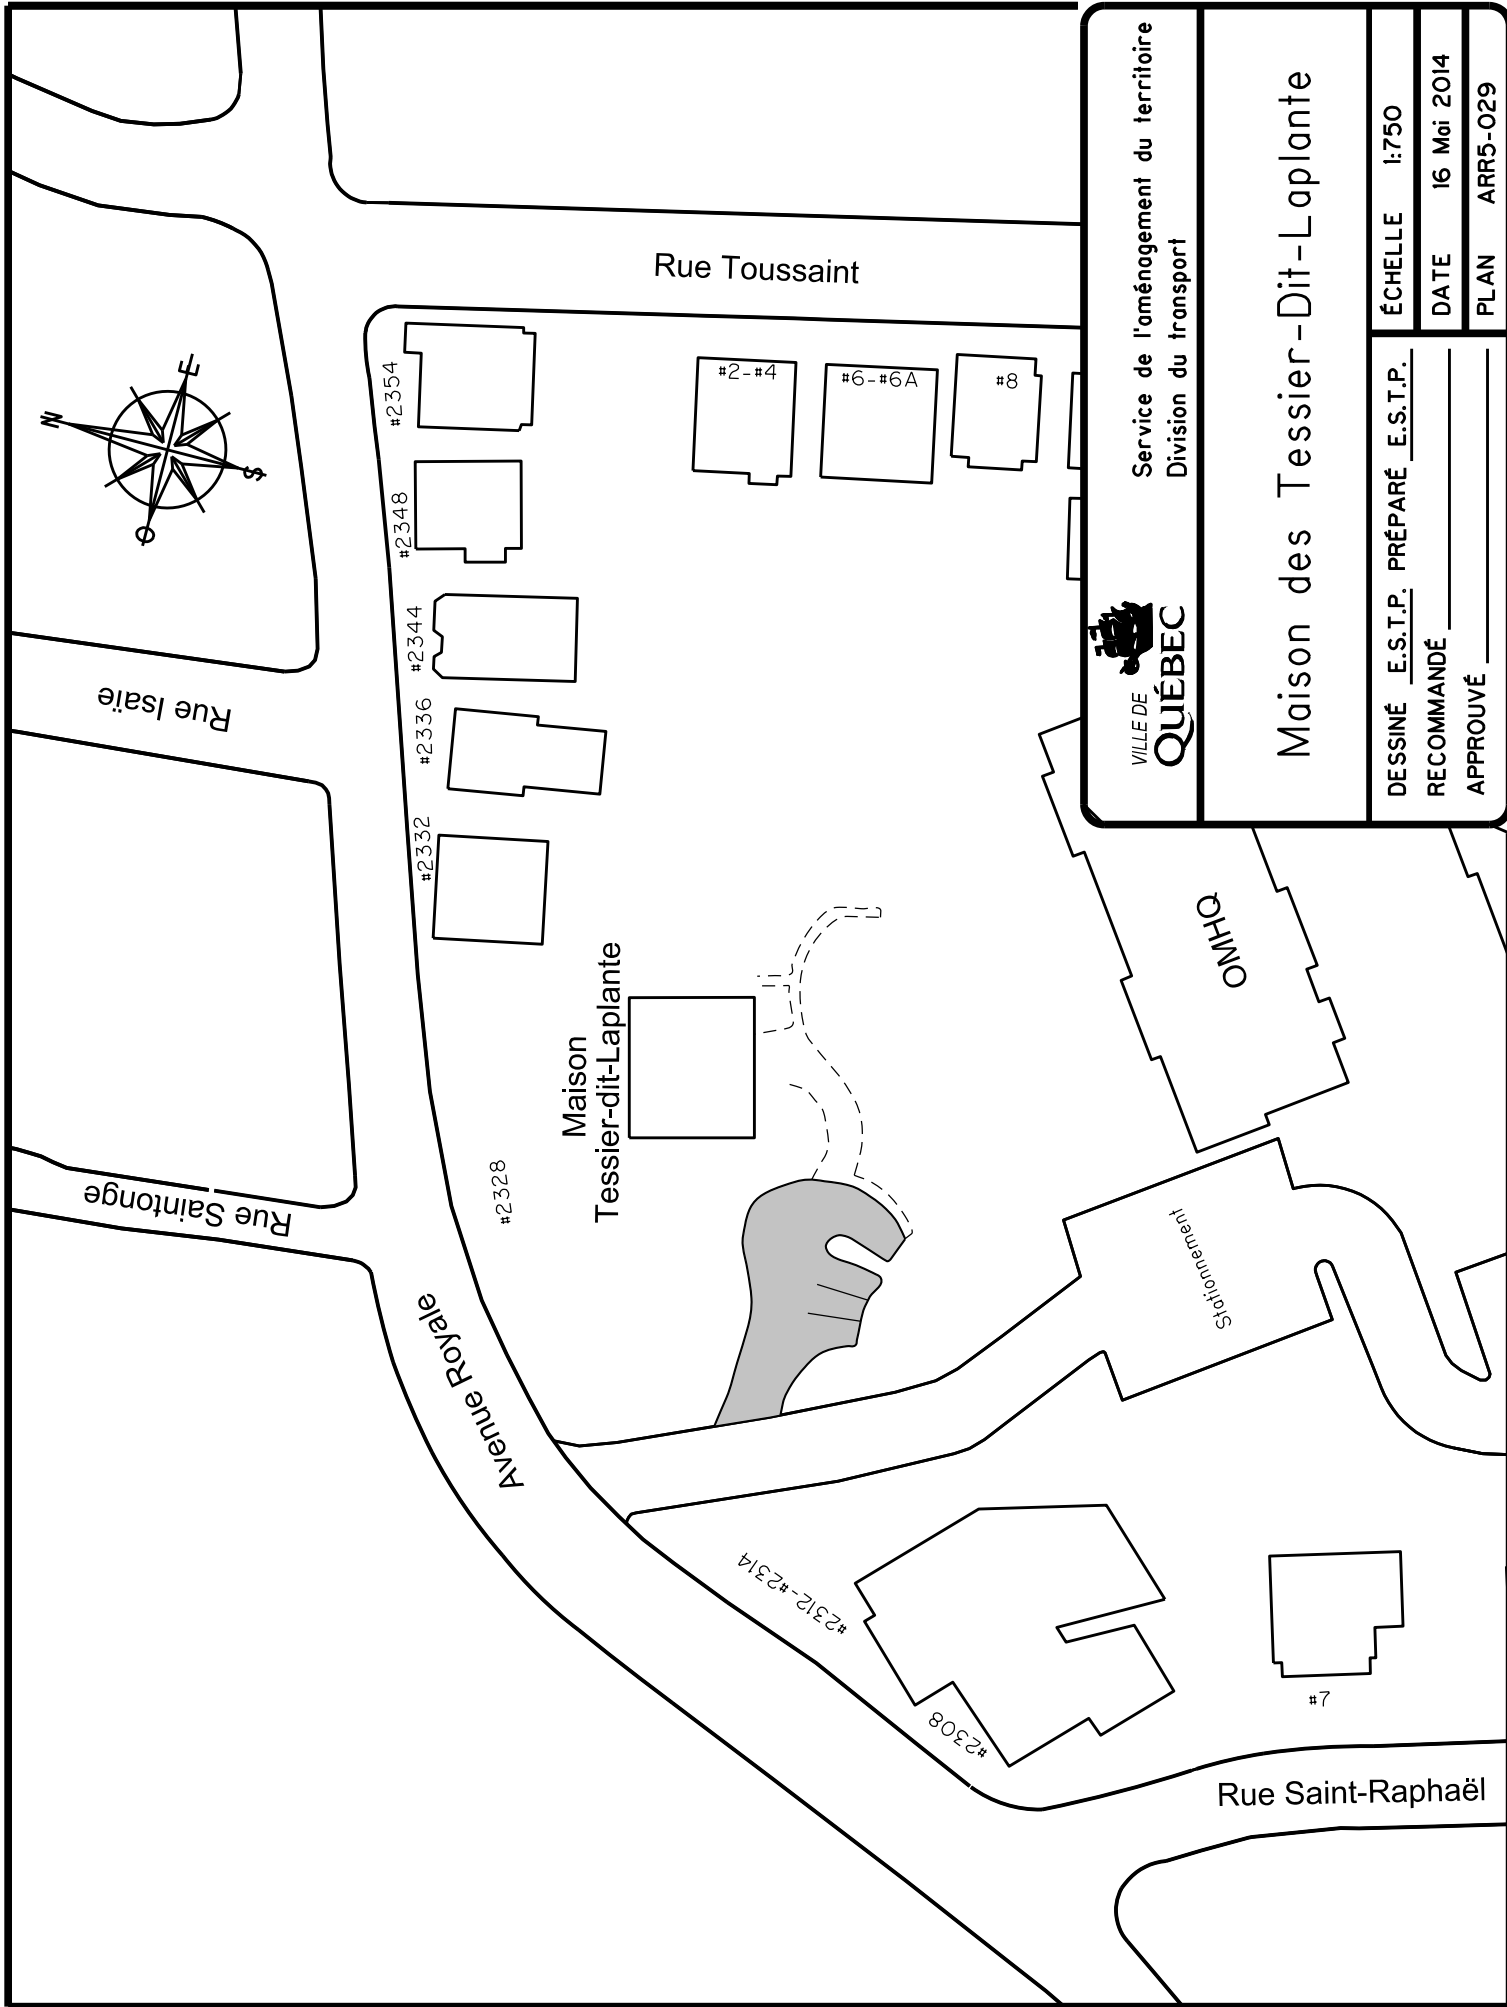 Rue Toussaint
Rue Isaïe
Rue Saintonge
Avenue Royale
Rue Saint-Raphaël
N
E
S
O
#2354
#2348
#2344
#2336
#2332
#2328
#2-#4
#6-#6A
#8
Maison
Tessier-dit-Laplante
OMHQ
Stationnement
#2312-#2314
#2308
#7
VILLE DE
QUÉBEC
Service de l'aménagement du territoire
Division du transport
Maison des Tessier-Dit-Laplante
DESSINÉ E.S.T.P. PRÉPARÉ E.S.T.P.
RECOMMANDÉ
APPROUVÉ
ÉCHELLE 1:750
DATE 16 Mai 2014
PLAN ARR5-029